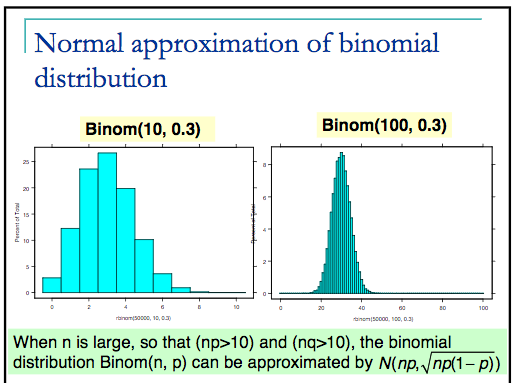 Normal approximation of binomial
distribution
Binom(10, 0.3)
Binom(100, 0.3)
Percent of Total
25
20
15
10
5
0
0 2 4 6 8 10
rbinom(50000, 10, 0.3)
Percent of Total
8
6
4
2
0
0 20 40 60 80 100
rbinom(50000, 100, 0.3)
When n is large, so that (np>10) and (nq>10), the binomial
distribution Binom(n, p) can be approximated by N(np,√np(1−p))